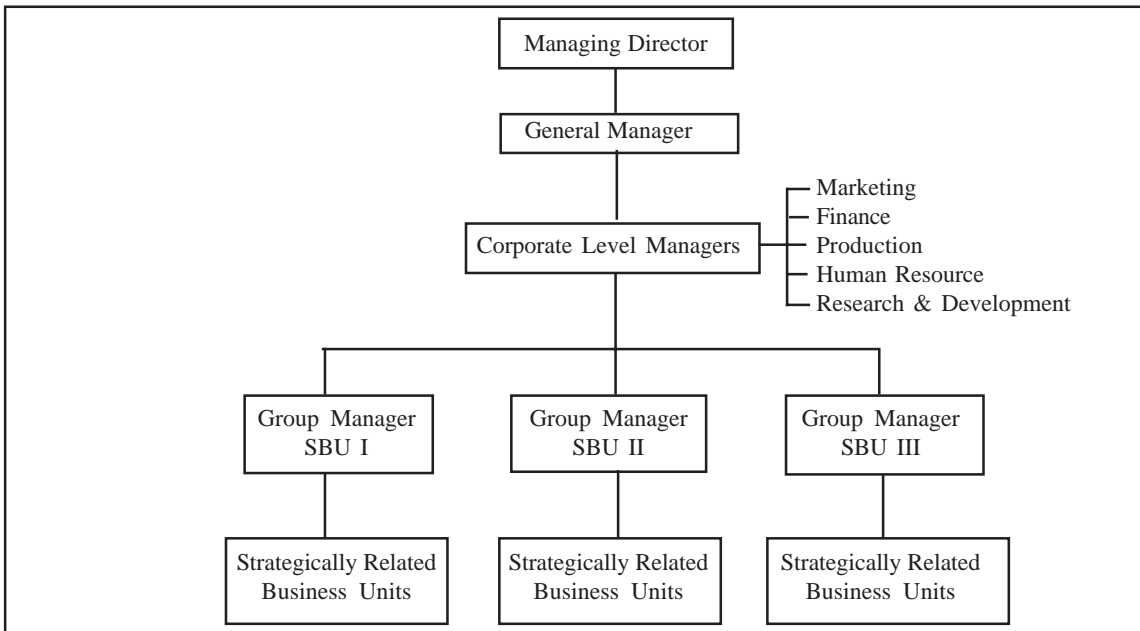 Managing Director
General Manager
Corporate Level Managers
Marketing
Finance
Production
Human Resource
Research & Development
Group Manager
SBU I
Group Manager
SBU II
Group Manager
SBU III
Strategically Related
Business Units
Strategically Related
Business Units
Strategically Related
Business Units